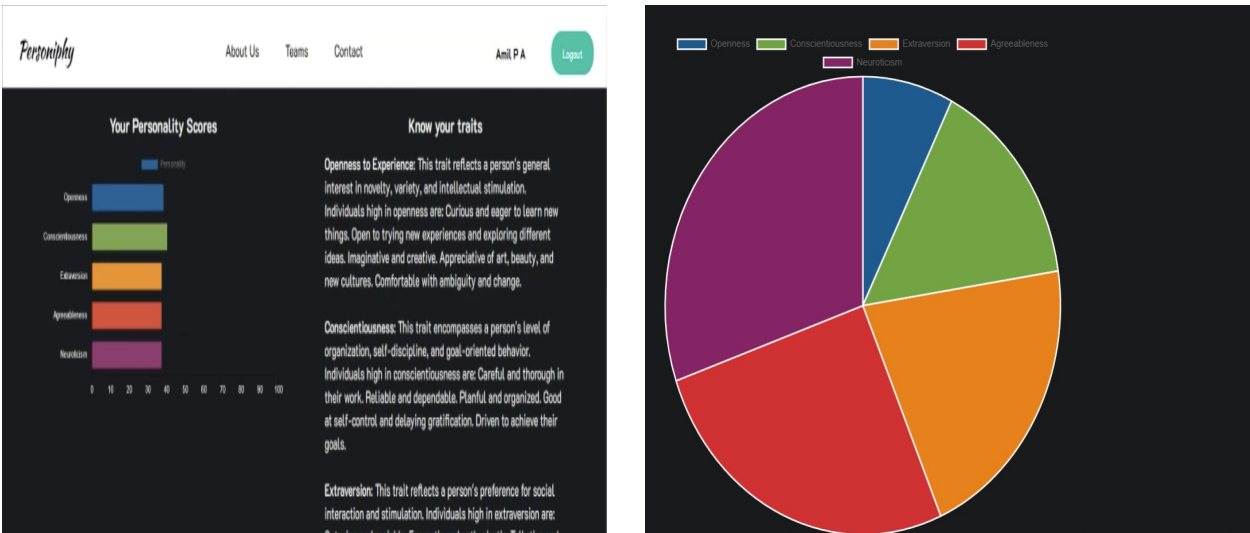 Personiphy
About Us Teams Contact
Amil P A
Logout
Your Personality Scores
Personality
Openness
Conscientiousness
Extraversion
Agreeableness
Neuroticism
0 10 20 30 40 50 60 70 80 90 100
Know your traits
Openness to Experience: This trait reflects a person's general
interest in novelty, variety, and intellectual stimulation.
Individuals high in openness are: Curious and eager to learn new
things. Open to trying new experiences and exploring different
ideas. Imaginative and creative. Appreciative of art, beauty, and
new cultures. Comfortable with ambiguity and change.
Conscientiousness: This trait encompasses a person's level of
organization, self-discipline, and goal-oriented behavior.
Individuals high in conscientiousness are: Careful and thorough in
their work. Reliable and dependable. Planful and organized. Good
at self-control and delaying gratification. Driven to achieve their
goals.
Extraversion: This trait reflects a person's preference for social
interaction and stimulation. Individuals high in extraversion are:
Openness Conscientiousness Extraversion Agreeableness
Neuroticism